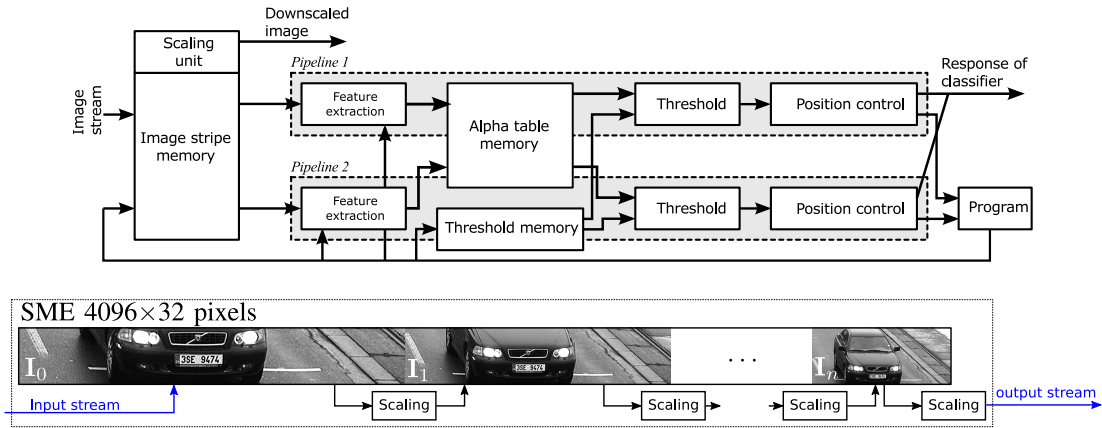 Downscaled
image
Scaling
unit
Image
stream
Image stripe
memory
Pipeline 1
Feature
extraction
Alpha table
memory
Threshold
Position control
Response of
classifier
Pipeline 2
Feature
extraction
Threshold memory
Threshold
Position control
Program
SME 4096×32 pixels
I0
3SE 9474
I1
3SE 9474
. . .
In
Input stream
Scaling
Scaling
Scaling
Scaling
output stream